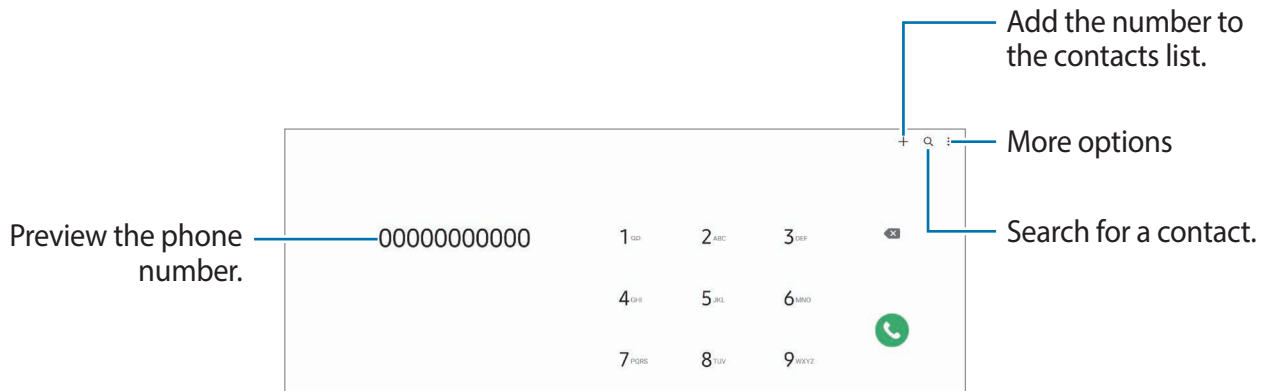 Add the number to
the contacts list.
More options
Preview the phone
number.
00000000000
1
2 ABC
3 DEF
Search for a contact.
4 GHI
5 JKL
6 MNO
7 PQRS
8 TUV
9 WXYZ